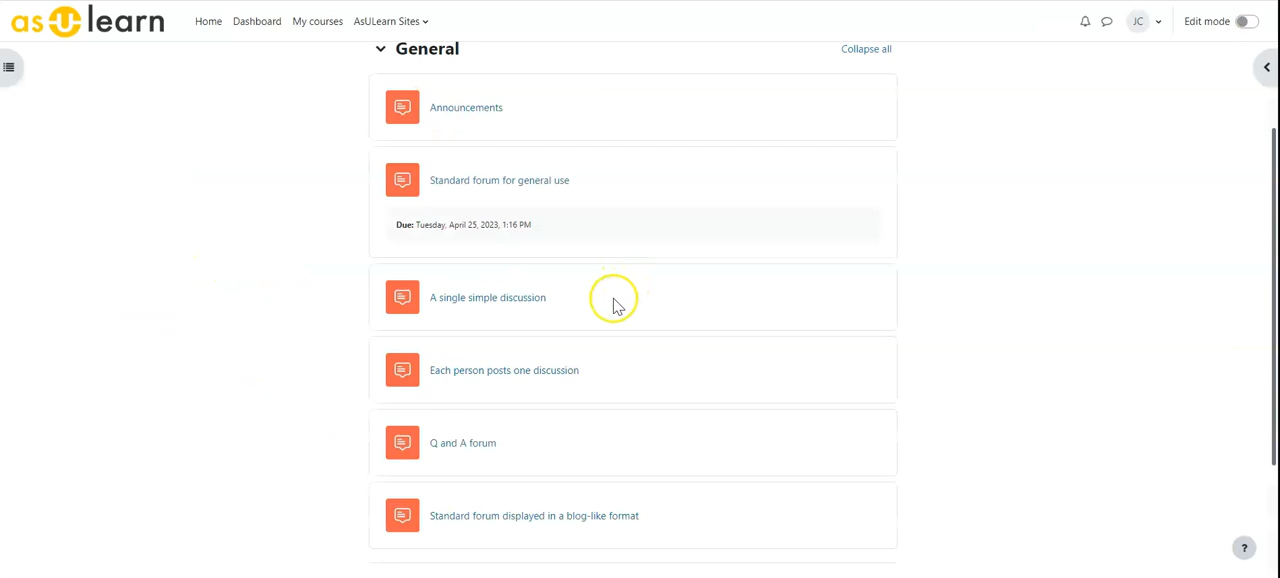 asULearn
Home Dashboard My courses AsULearn Sites JC Edit mode
General Collapse all
Announcements
Standard forum for general use
Due: Tuesday, April 25, 2023, 1:16 PM
A single simple discussion
Each person posts one discussion
Q and A forum
Standard forum displayed in a blog-like format
?